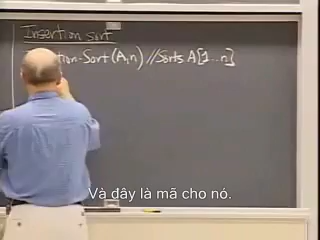 Insertion sort
tion-Sort(A,n) //Sorts A[1..n]
Và đây là mã cho nó.